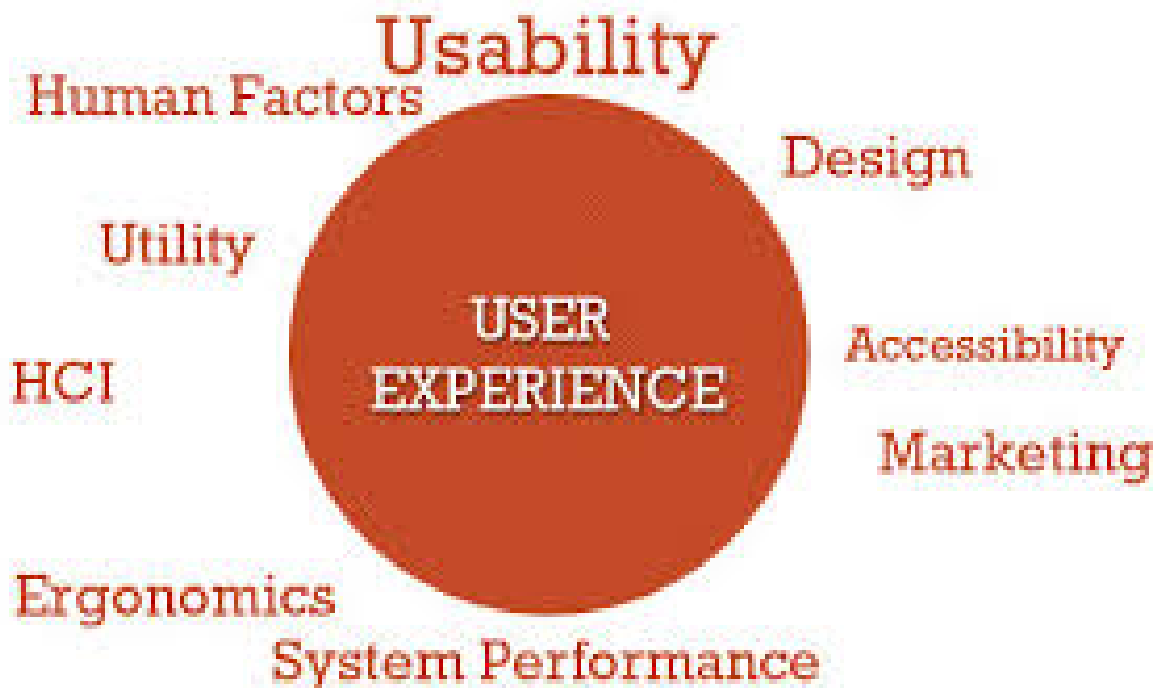 Usability
Human Factors
Design
Utility
USER
EXPERIENCE
Accessibility
HCI
Marketing
Ergonomics
System Performance